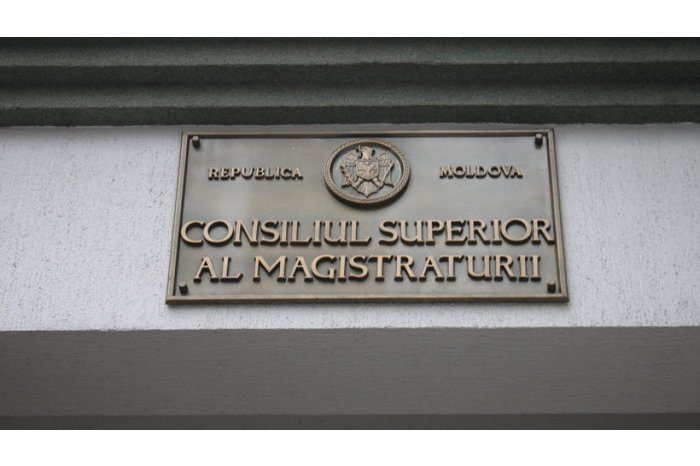 REPUBLICA MOLDOVA
CONSILIUL SUPERIOR
AL MAGISTRATURII